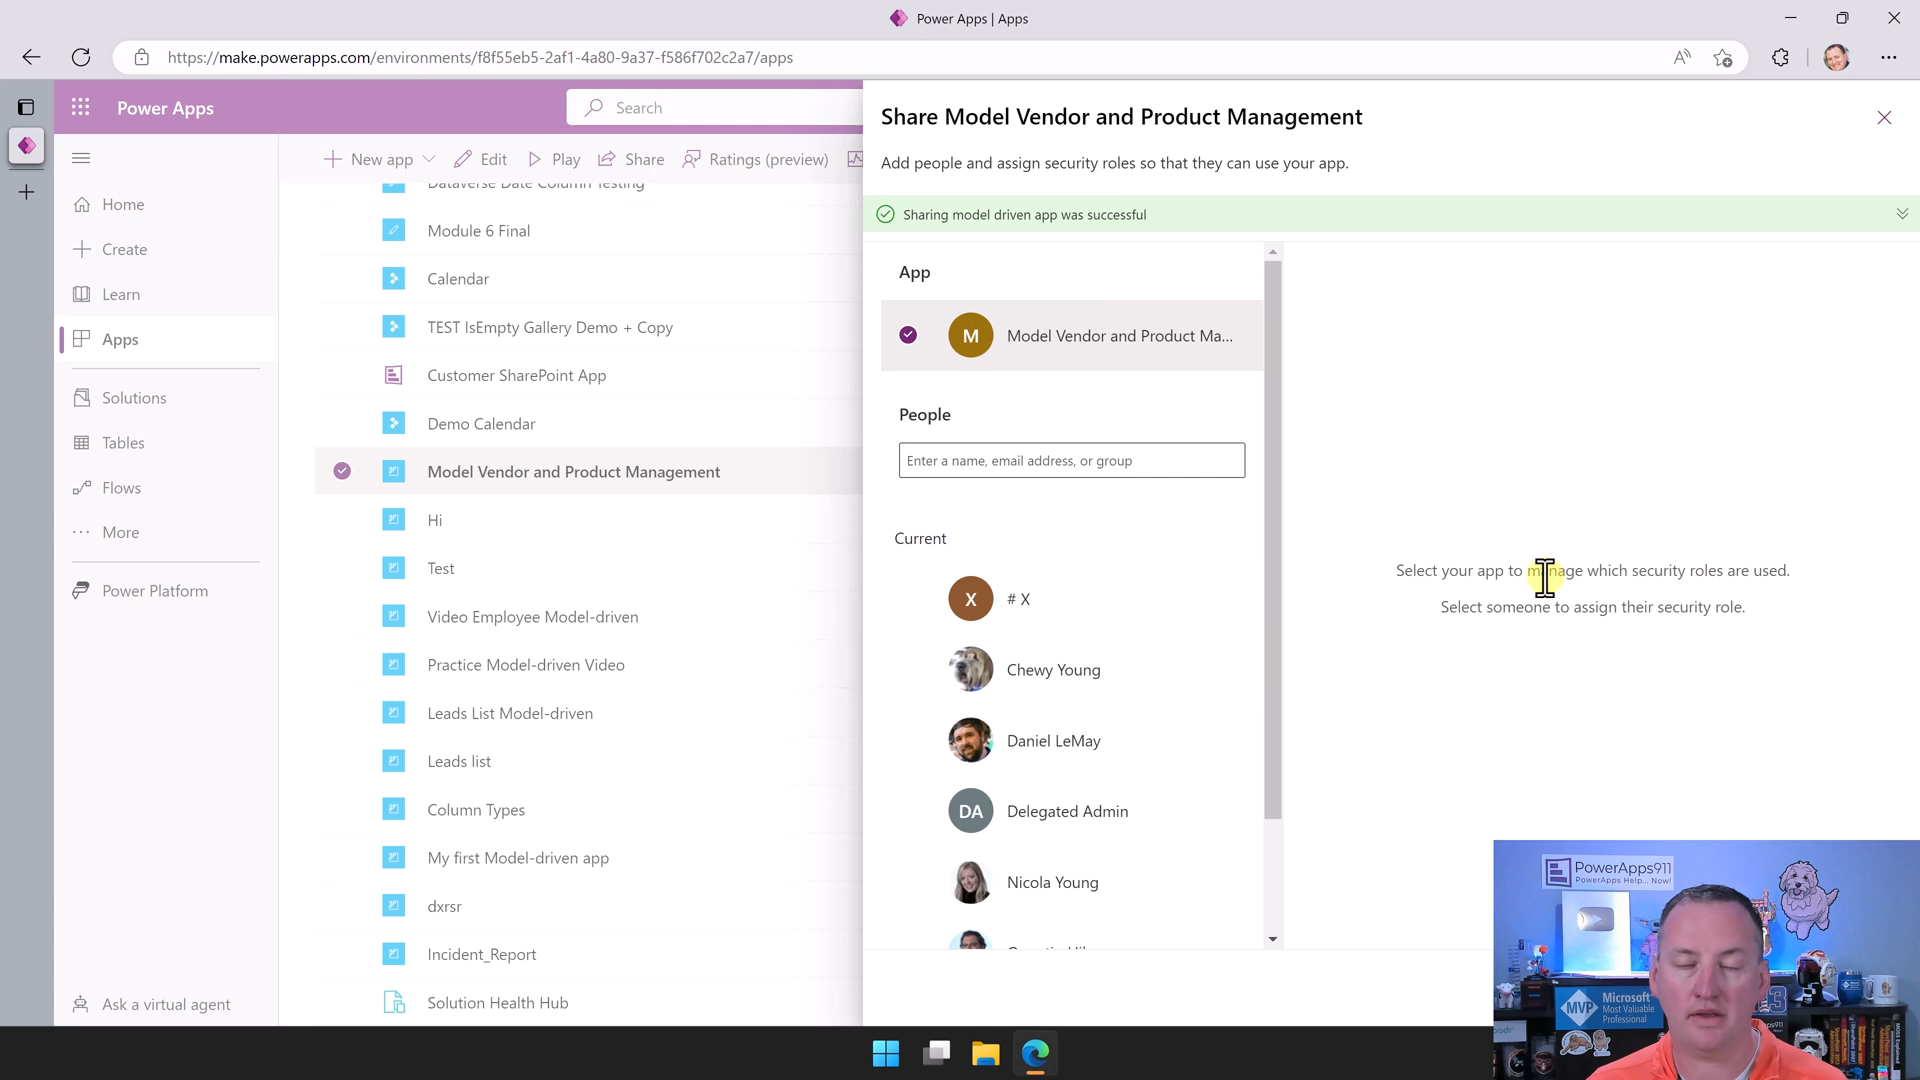 Power Apps | Apps
https://make.powerapps.com/environments/f8f55eb5-2af1-4a80-9a37-f586f702c2a7/apps
Power Apps
Search
New app
Edit
Play
Share
Ratings (preview)
Home
Create
Learn
Apps
Solutions
Tables
Flows
More
Power Platform
Ask a virtual agent
Dataverse Date Column Testing
Module 6 Final
Calendar
TEST IsEmpty Gallery Demo + Copy
Customer SharePoint App
Demo Calendar
Model Vendor and Product Management
Hi
Test
Video Employee Model-driven
Practice Model-driven Video
Leads List Model-driven
Leads list
Column Types
My first Model-driven app
dxrsr
Incident_Report
Solution Health Hub
Share Model Vendor and Product Management
Add people and assign security roles so that they can use your app.
Sharing model driven app was successful
App
M
Model Vendor and Product Ma...
People
Enter a name, email address, or group
Current
X
# X
Chewy Young
Daniel LeMay
DA
Delegated Admin
Nicola Young
Select your app to manage which security roles are used.
Select someone to assign their security role.
PowerApps911
PowerApps Help... Now!
MVP
Microsoft
Most Valuable
Professional